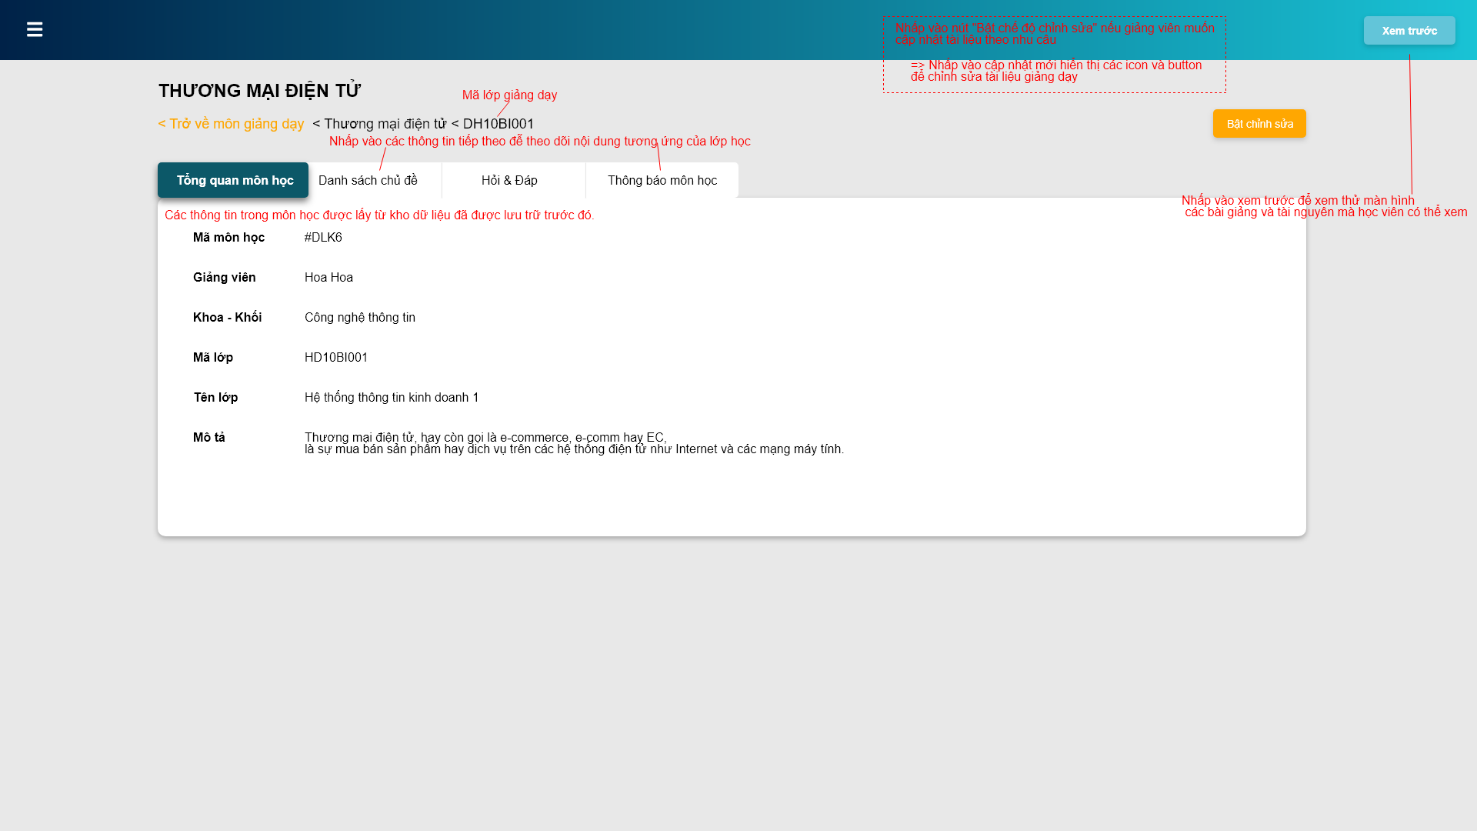 Nhấp vào nút "Bật chế độ chỉnh sửa" nếu giảng viên muốn
cập nhật tài liệu theo nhu cầu
=> Nhấp vào cập nhật mới hiển thị các icon và button
để chỉnh sửa tài liệu giảng dạy
Xem trước
THƯƠNG MẠI ĐIỆN TỬ
Mã lớp giảng dạy
< Trở về môn giảng dạy < Thương mại điện tử < DH10BI001
Bật chỉnh sửa
Nhấp vào các thông tin tiếp theo để theo dõi nội dung tương ứng của lớp học
Tổng quan môn học
Danh sách chủ đề
Hỏi & Đáp
Thông báo môn học
Nhấp vào xem trước để xem thử màn hình
các bài giảng và tài nguyên mà học viên có thể xem
Các thông tin trong môn học được lấy từ kho dữ liệu đã được lưu trữ trước đó.
Mã môn học #DLK6
Giảng viên Hoa Hoa
Khoa - Khối Công nghệ thông tin
Mã lớp HD10BI001
Tên lớp Hệ thống thông tin kinh doanh 1
Mô tả Thương mại điện tử, hay còn gọi là e-commerce, e-comm hay EC,
là sự mua bán sản phẩm hay dịch vụ trên các hệ thống điện tử như Internet và các mạng máy tính.